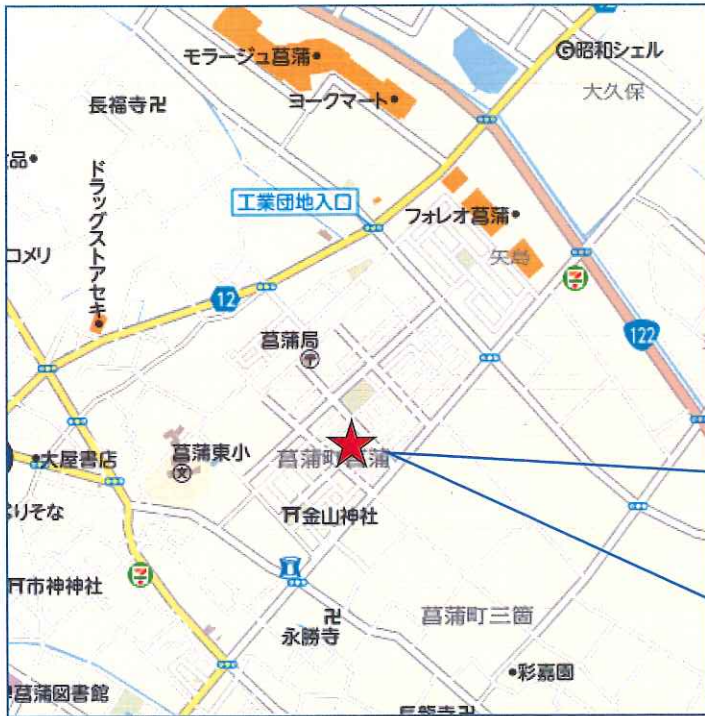 12
モラージュ菖蒲
昭和シェル
ヨークマート
大久保
長福寺
品
ドラッグストアセキ
工業団地入口
フォレオ菖蒲
コメリ
矢島
12
122
菖蒲局
大屋書店
菖蒲東小
文
菖蒲町菖蒲
りそな
金山神社
市神神社
永勝寺
菖蒲町三箇
彩嘉園
菖蒲図書館
長龍寺